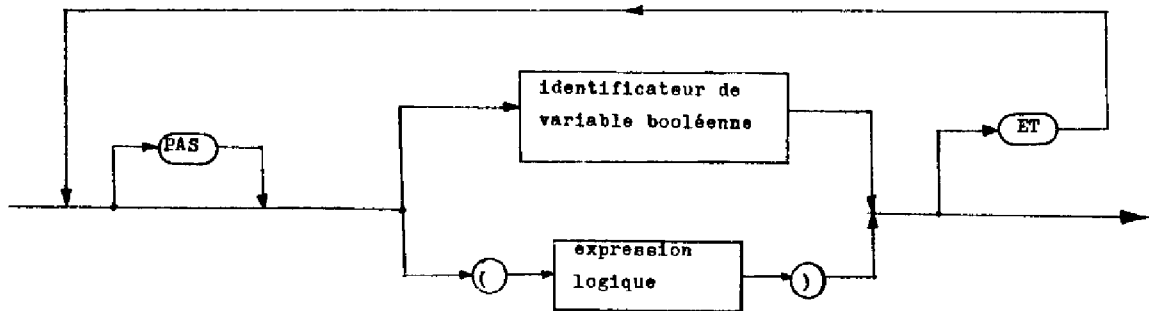 identificateur de
variable booléenne
PAS
ET
(
expression
logique
)